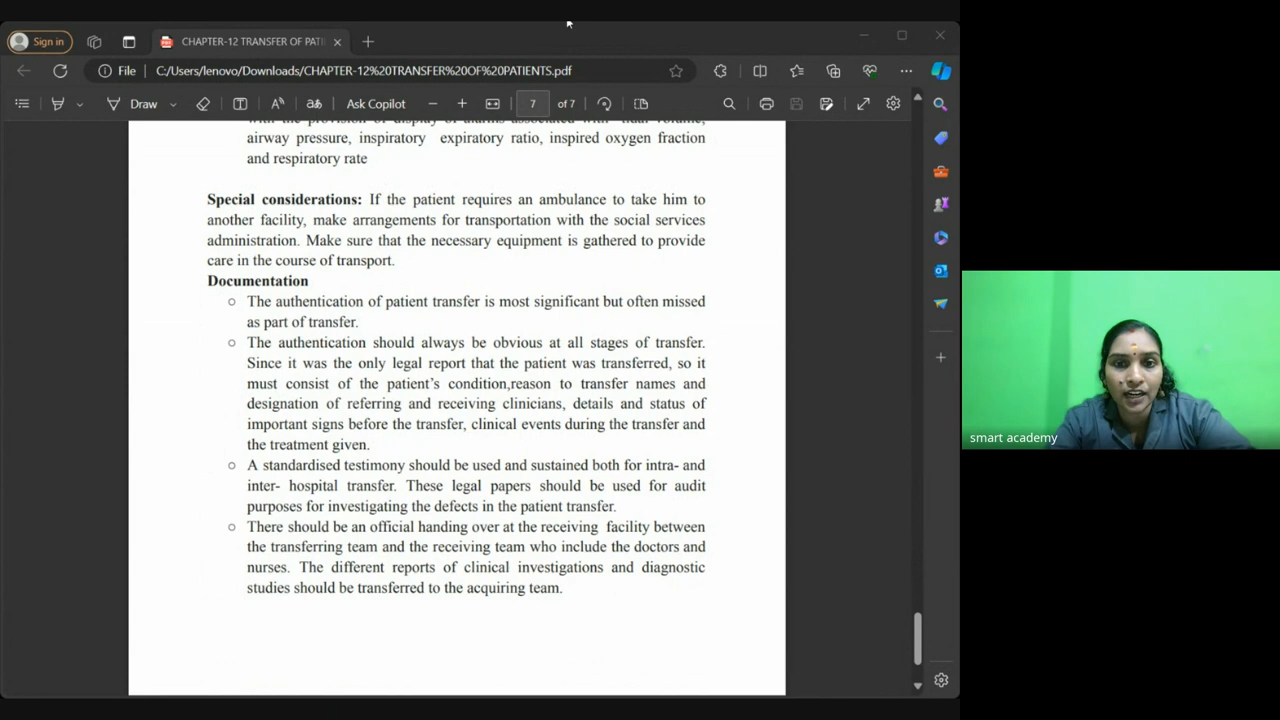 Sign in
CHAPTER-12 TRANSFER OF PATI
File
C:/Users/lenovo/Downloads/CHAPTER-12%20TRANSFER%20OF%20PATIENTS.pdf
Draw
Ask Copilot
7
of 7
with the provision of display of alarms associated with tidal volume,
airway pressure, inspiratory expiratory ratio, inspired oxygen fraction
and respiratory rate
Special considerations: If the patient requires an ambulance to take him to
another facility, make arrangements for transportation with the social services
administration. Make sure that the necessary equipment is gathered to provide
care in the course of transport.
Documentation
○ The authentication of patient transfer is most significant but often missed
as part of transfer.
○ The authentication should always be obvious at all stages of transfer.
Since it was the only legal report that the patient was transferred, so it
must consist of the patient’s condition,reason to transfer names and
designation of referring and receiving clinicians, details and status of
important signs before the transfer, clinical events during the transfer and
the treatment given.
○ A standardised testimony should be used and sustained both for intra- and
inter- hospital transfer. These legal papers should be used for audit
purposes for investigating the defects in the patient transfer.
○ There should be an official handing over at the receiving facility between
the transferring team and the receiving team who include the doctors and
nurses. The different reports of clinical investigations and diagnostic
studies should be transferred to the acquiring team.
smart academy